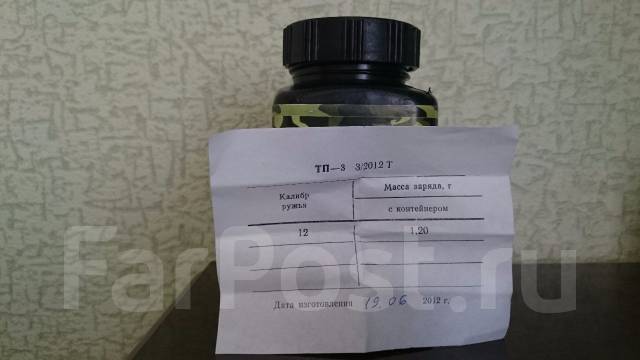 ТП—3 3/2012 Т
Калибр ружья
Масса заряда, г
с контейнером
12 1,20
Дата изготовления 19.06 2012 г.
FarPost.ru